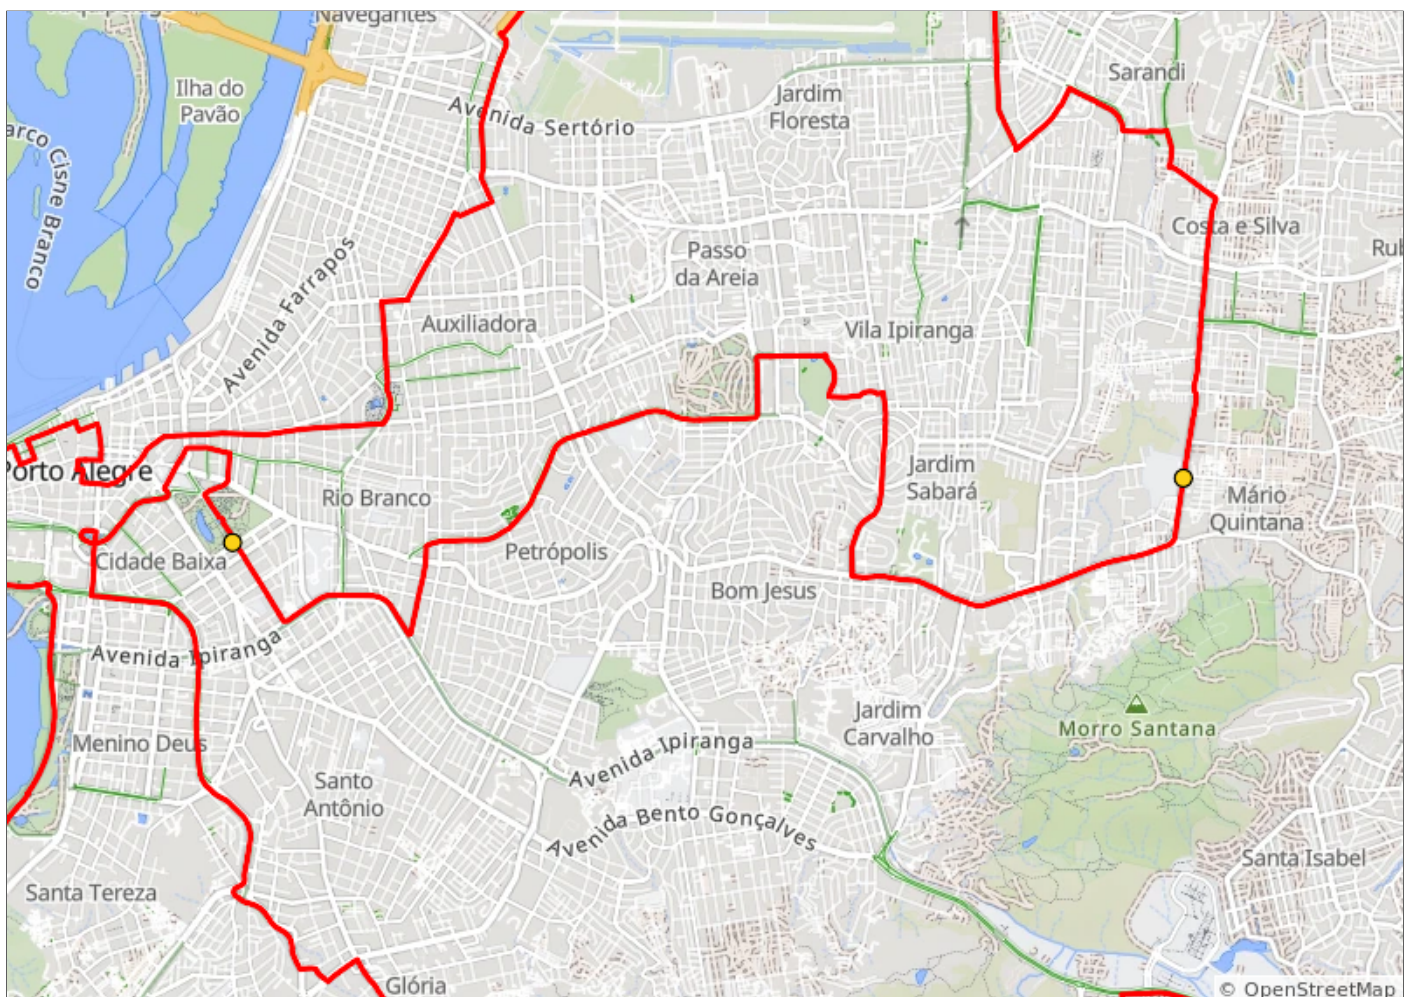 Navegantes
Sarandi
Ilha do
Pavão
Jardim
Floresta
Avenida Sertório
arco Cisne Branco
Costa e Silva
Passo
da Areia
Rub
Avenida Farrapos
Auxiliadora
Vila Ipiranga
Porto Alegre
Jardim
Sabará
Rio Branco
Mário
Quintana
Petrópolis
Cidade Baixa
Bom Jesus
Avenida Ipiranga
Jardim
Carvalho
Morro Santana
Menino Deus
Avenida Ipiranga
Santo
Antônio
Avenida Bento Gonçalves
Santa Isabel
Santa Tereza
Glória
© OpenStreetMap